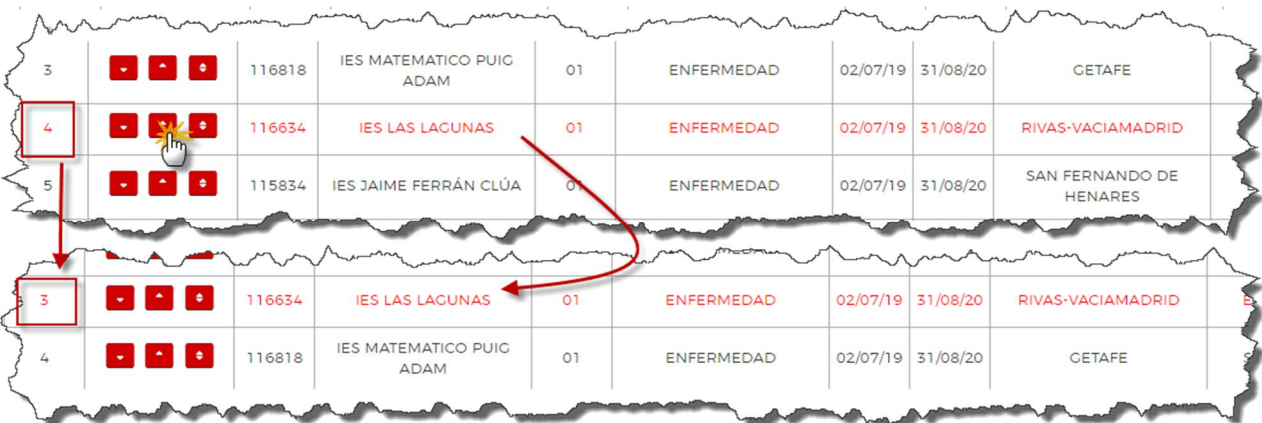 3 116818 IES MATEMATICO PUIG ADAM 01 ENFERMEDAD 02/07/19 31/08/20 GETAFE
4 116634 IES LAS LAGUNAS 01 ENFERMEDAD 02/07/19 31/08/20 RIVAS-VACIAMADRID
5 115834 IES JAIME FERRÁN CLÚA 01 ENFERMEDAD 02/07/19 31/08/20 SAN FERNANDO DE HENARES
3 116634 IES LAS LAGUNAS 01 ENFERMEDAD 02/07/19 31/08/20 RIVAS-VACIAMADRID
4 116818 IES MATEMATICO PUIG ADAM 01 ENFERMEDAD 02/07/19 31/08/20 GETAFE